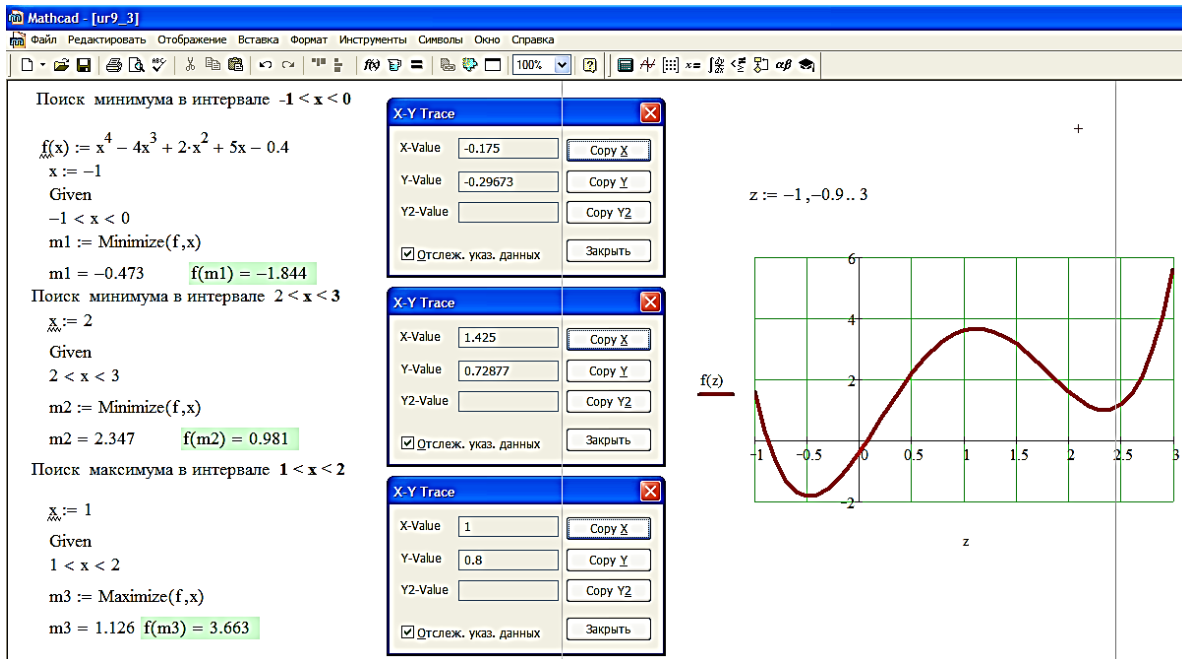 Mathcad - [ur9_3]
Файл Редактировать Отображение Вставка Формат Инструменты Символы Окно Справка
100%
Поиск минимума в интервале -1 < x < 0
f(x) := x^4 − 4x^3 + 2·x^2 + 5x − 0.4
x := −1
Given
−1 < x < 0
m1 := Minimize(f,x)
m1 = −0.473 f(m1) = −1.844
Поиск минимума в интервале 2 < x < 3
x := 2
Given
2 < x < 3
m2 := Minimize(f,x)
m2 = 2.347 f(m2) = 0.981
Поиск максимума в интервале 1 < x < 2
x := 1
Given
1 < x < 2
m3 := Maximize(f,x)
m3 = 1.126 f(m3) = 3.663
X-Y Trace
X-Value -0.175 Copy X
Y-Value -0.29673 Copy Y
Y2-Value Copy Y2
Отслеж. указ. данных Закрыть
X-Y Trace
X-Value 1.425 Copy X
Y-Value 0.72877 Copy Y
Y2-Value Copy Y2
Отслеж. указ. данных Закрыть
X-Y Trace
X-Value 1 Copy X
Y-Value 0.8 Copy Y
Y2-Value Copy Y2
Отслеж. указ. данных Закрыть
z := −1 , −0.9 .. 3
6
4
2
f(z)
−1 −0.5 0 0.5 1 1.5 2 2.5 3
−2
z